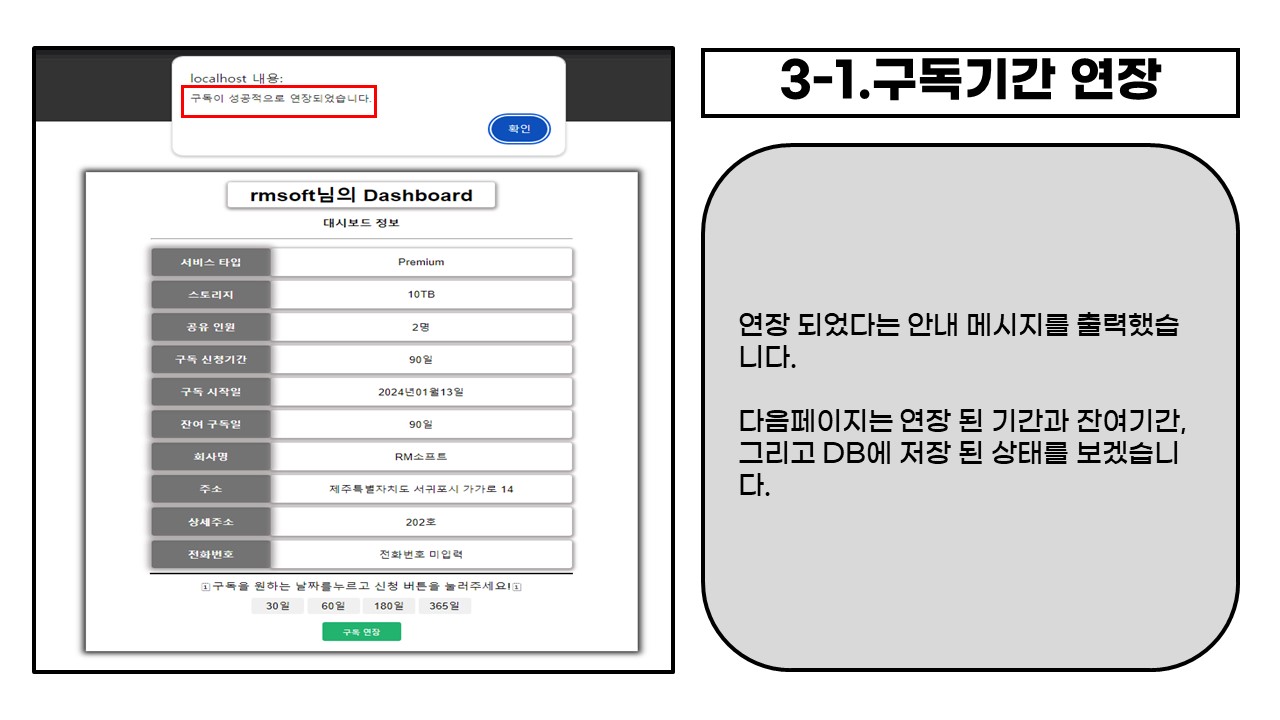 localhost 내용:
구독이 성공적으로 연장되었습니다.
확인
rmsoft님의 Dashboard
대시보드 정보
서비스 타입 Premium
스토리지 10TB
공유 인원 2명
구독 신청기간 90일
구독 시작일 2024년01월13일
잔여 구독일 90일
회사명 RM소프트
주소 제주특별자치도 서귀포시 가가로 14
상세주소 202호
전화번호 전화번호 미입력
구독을 원하는 날짜를누르고 신청 버튼을 눌러주세요!
30일 60일 180일 365일
구독 연장
3-1.구독기간 연장
연장 되었다는 안내 메시지를 출력했습
니다.
다음페이지는 연장 된 기간과 잔여기간,
그리고 DB에 저장 된 상태를 보겠습니
다.